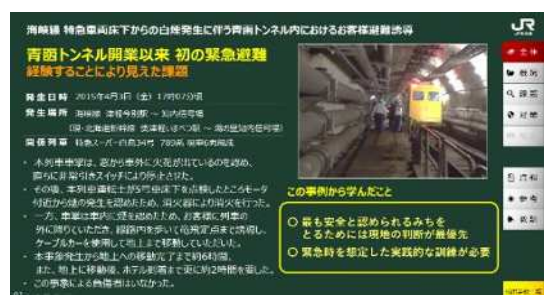 海峡線 特急車両床下からの白煙発生に伴う青函トンネル内におけるお客様避難誘導
JR
青函トンネル開業以来 初の緊急避難
経験することにより見えた課題
発生日時 2015年4月3日（金）17時07分頃
発生場所 海峡線 津軽今別駅 ～ 知内信号場
関係列車 特急スーパー白鳥34号 789系
・ 本列車車掌は、窓から車外に火花が出ているのを認め、
直ちに非常引きスイッチにより停止させた。
・ その後、本列車運転士が5号車床下を点検したところモータ
付近から煙の発生を認めたため、消火器により消火を行った。
・ 一方、車掌は車内に煙を認めたため、お客様に列車の
外に降りていただき、線路内を歩いて竜飛定点まで誘導し、
ケーブルカーを使用して地上まで移動していただいた。
・ 本事象発生から地上への移動完了まで約6時間、
また、地上に移動後、ホテル到着まで更に約2時間を要した。
・ この事象による負傷者はいなかった。
この事例から学んだこと
○ 最も安全と認められるみちを
とるためには現地の判断が最優先
○ 緊急時を想定した実践的な訓練が必要